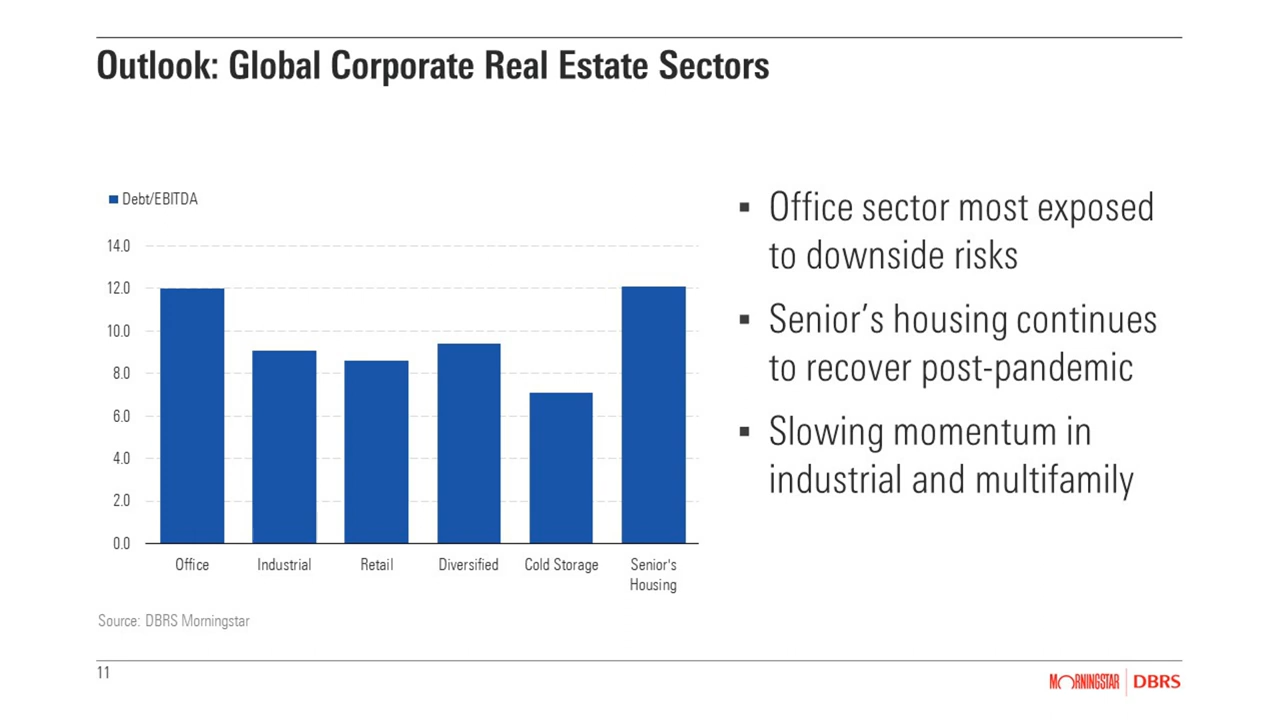 Outlook: Global Corporate Real Estate Sectors
Debt/EBITDA
14.0
12.0
10.0
8.0
6.0
4.0
2.0
0.0
Office Industrial Retail Diversified Cold Storage Senior's
Housing
Source: DBRS Morningstar
▪ Office sector most exposed
to downside risks
▪ Senior’s housing continues
to recover post-pandemic
▪ Slowing momentum in
industrial and multifamily
11
MORNINGSTAR | DBRS